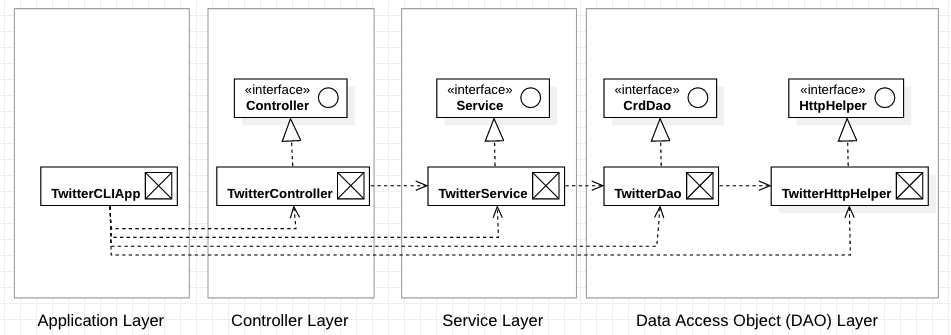 «interface»
Controller
«interface»
Service
«interface»
CrdDao
«interface»
HttpHelper
TwitterCLIApp
TwitterController
TwitterService
TwitterDao
TwitterHttpHelper
Application Layer
Controller Layer
Service Layer
Data Access Object (DAO) Layer